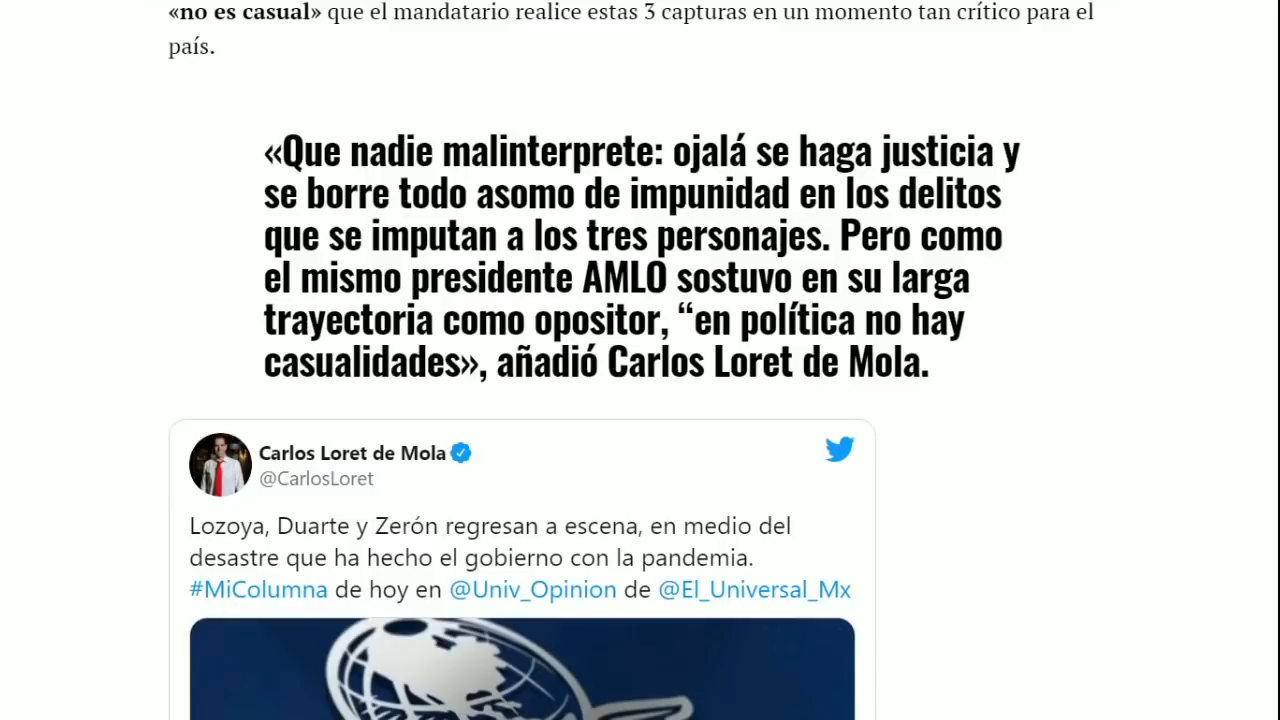 «no es casual» que el mandatario realice estas 3 capturas en un momento tan crítico para el
país.
«Que nadie malinterprete: ojalá se haga justicia y
se borre todo asomo de impunidad en los delitos
que se imputan a los tres personajes. Pero como
el mismo presidente AMLO sostuvo en su larga
trayectoria como opositor, “en política no hay
casualidades», añadió Carlos Loret de Mola.
Carlos Loret de Mola
@CarlosLoret
Lozoya, Duarte y Zerón regresan a escena, en medio del
desastre que ha hecho el gobierno con la pandemia.
#MiColumna de hoy en @Univ_Opinion de @El_Universal_Mx